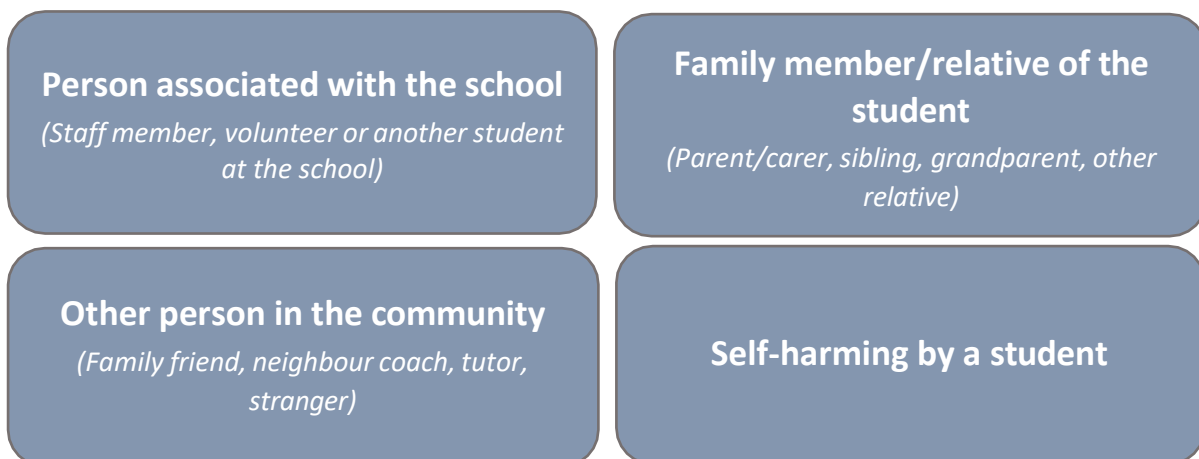 Person associated with the school
(Staff member, volunteer or another student
at the school)
Family member/relative of the
student
(Parent/carer, sibling, grandparent, other
relative)
Other person in the community
(Family friend, neighbour coach, tutor,
stranger)
Self-harming by a student